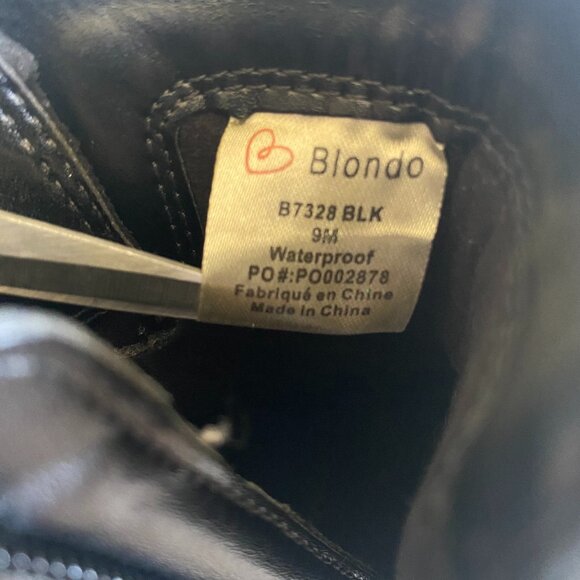 Blondo
B7328 BLK
9M
Waterproof
PO#:PO002878
Fabriqué en Chine
Made in China